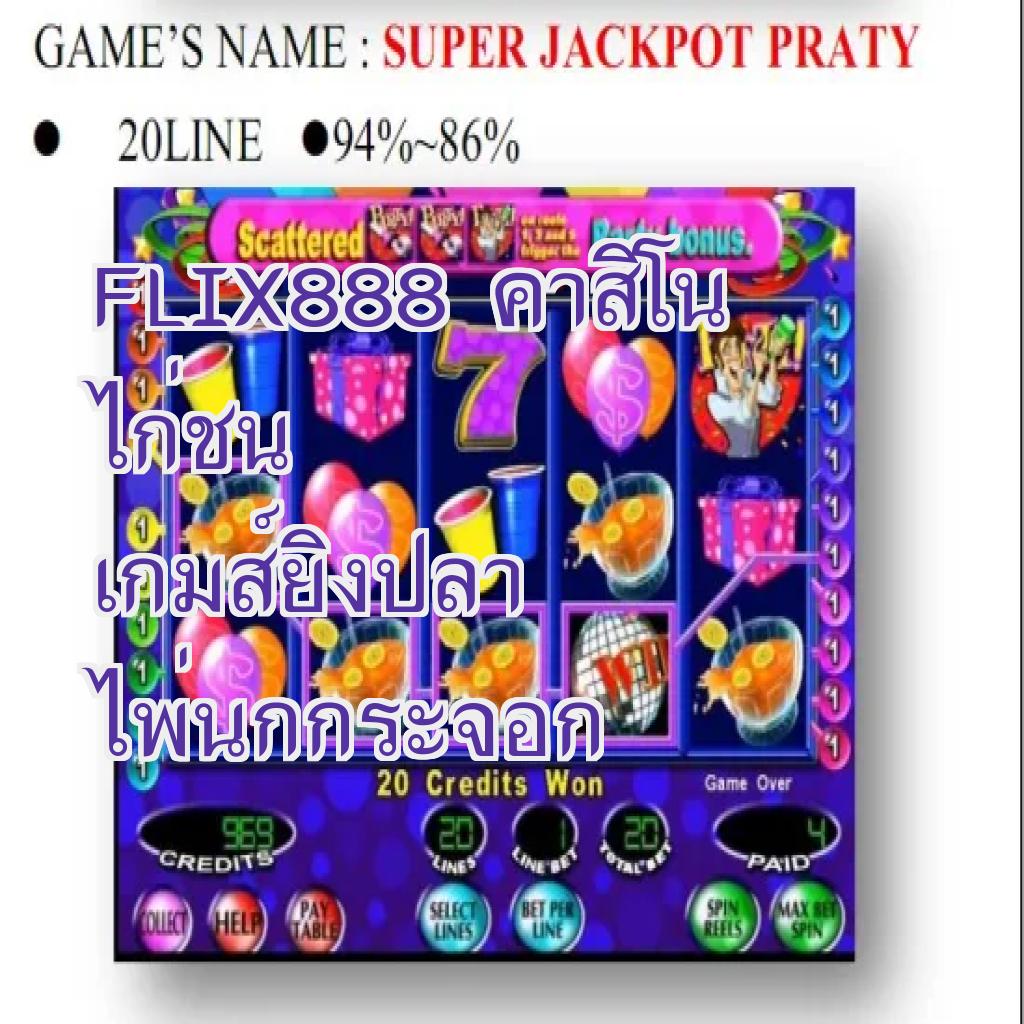 GAME'S NAME : SUPER JACKPOT PRATY
● 20LINE ●94%~86%
Scattered
bonus.
FLIX888 คาสิโน
ไก่ชน
เกมส์ยิงปลา
ไพ่นกกระจอก
20 Credits Won
Game Over
969 20 1 20 4
CREDITS LINES LINE BET TOTAL BET PAID
COLLECT HELP PAY TABLE SELECT LINES BET PER LINE SPIN REELS MAX BET SPIN